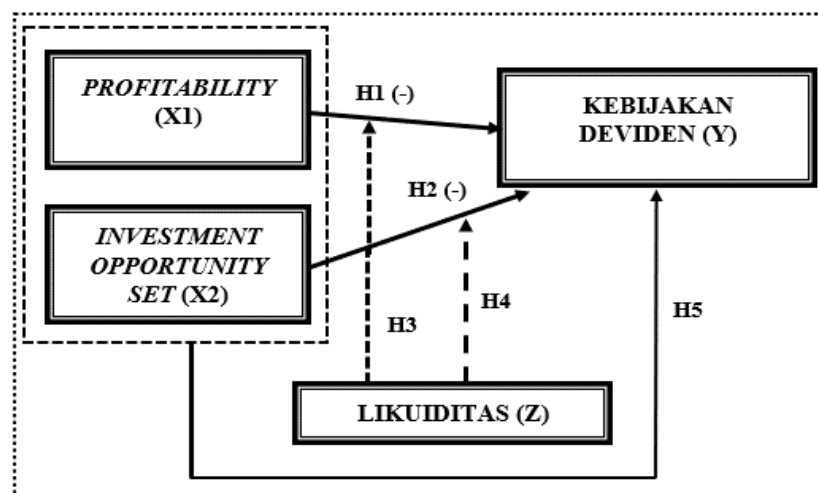 PROFITABILITY
(X1)
H1 (-)
KEBIJAKAN
DEVIDEN (Y)
H2 (-)
INVESTMENT
OPPORTUNITY
SET (X2)
H3
H4
H5
LIKUIDITAS (Z)